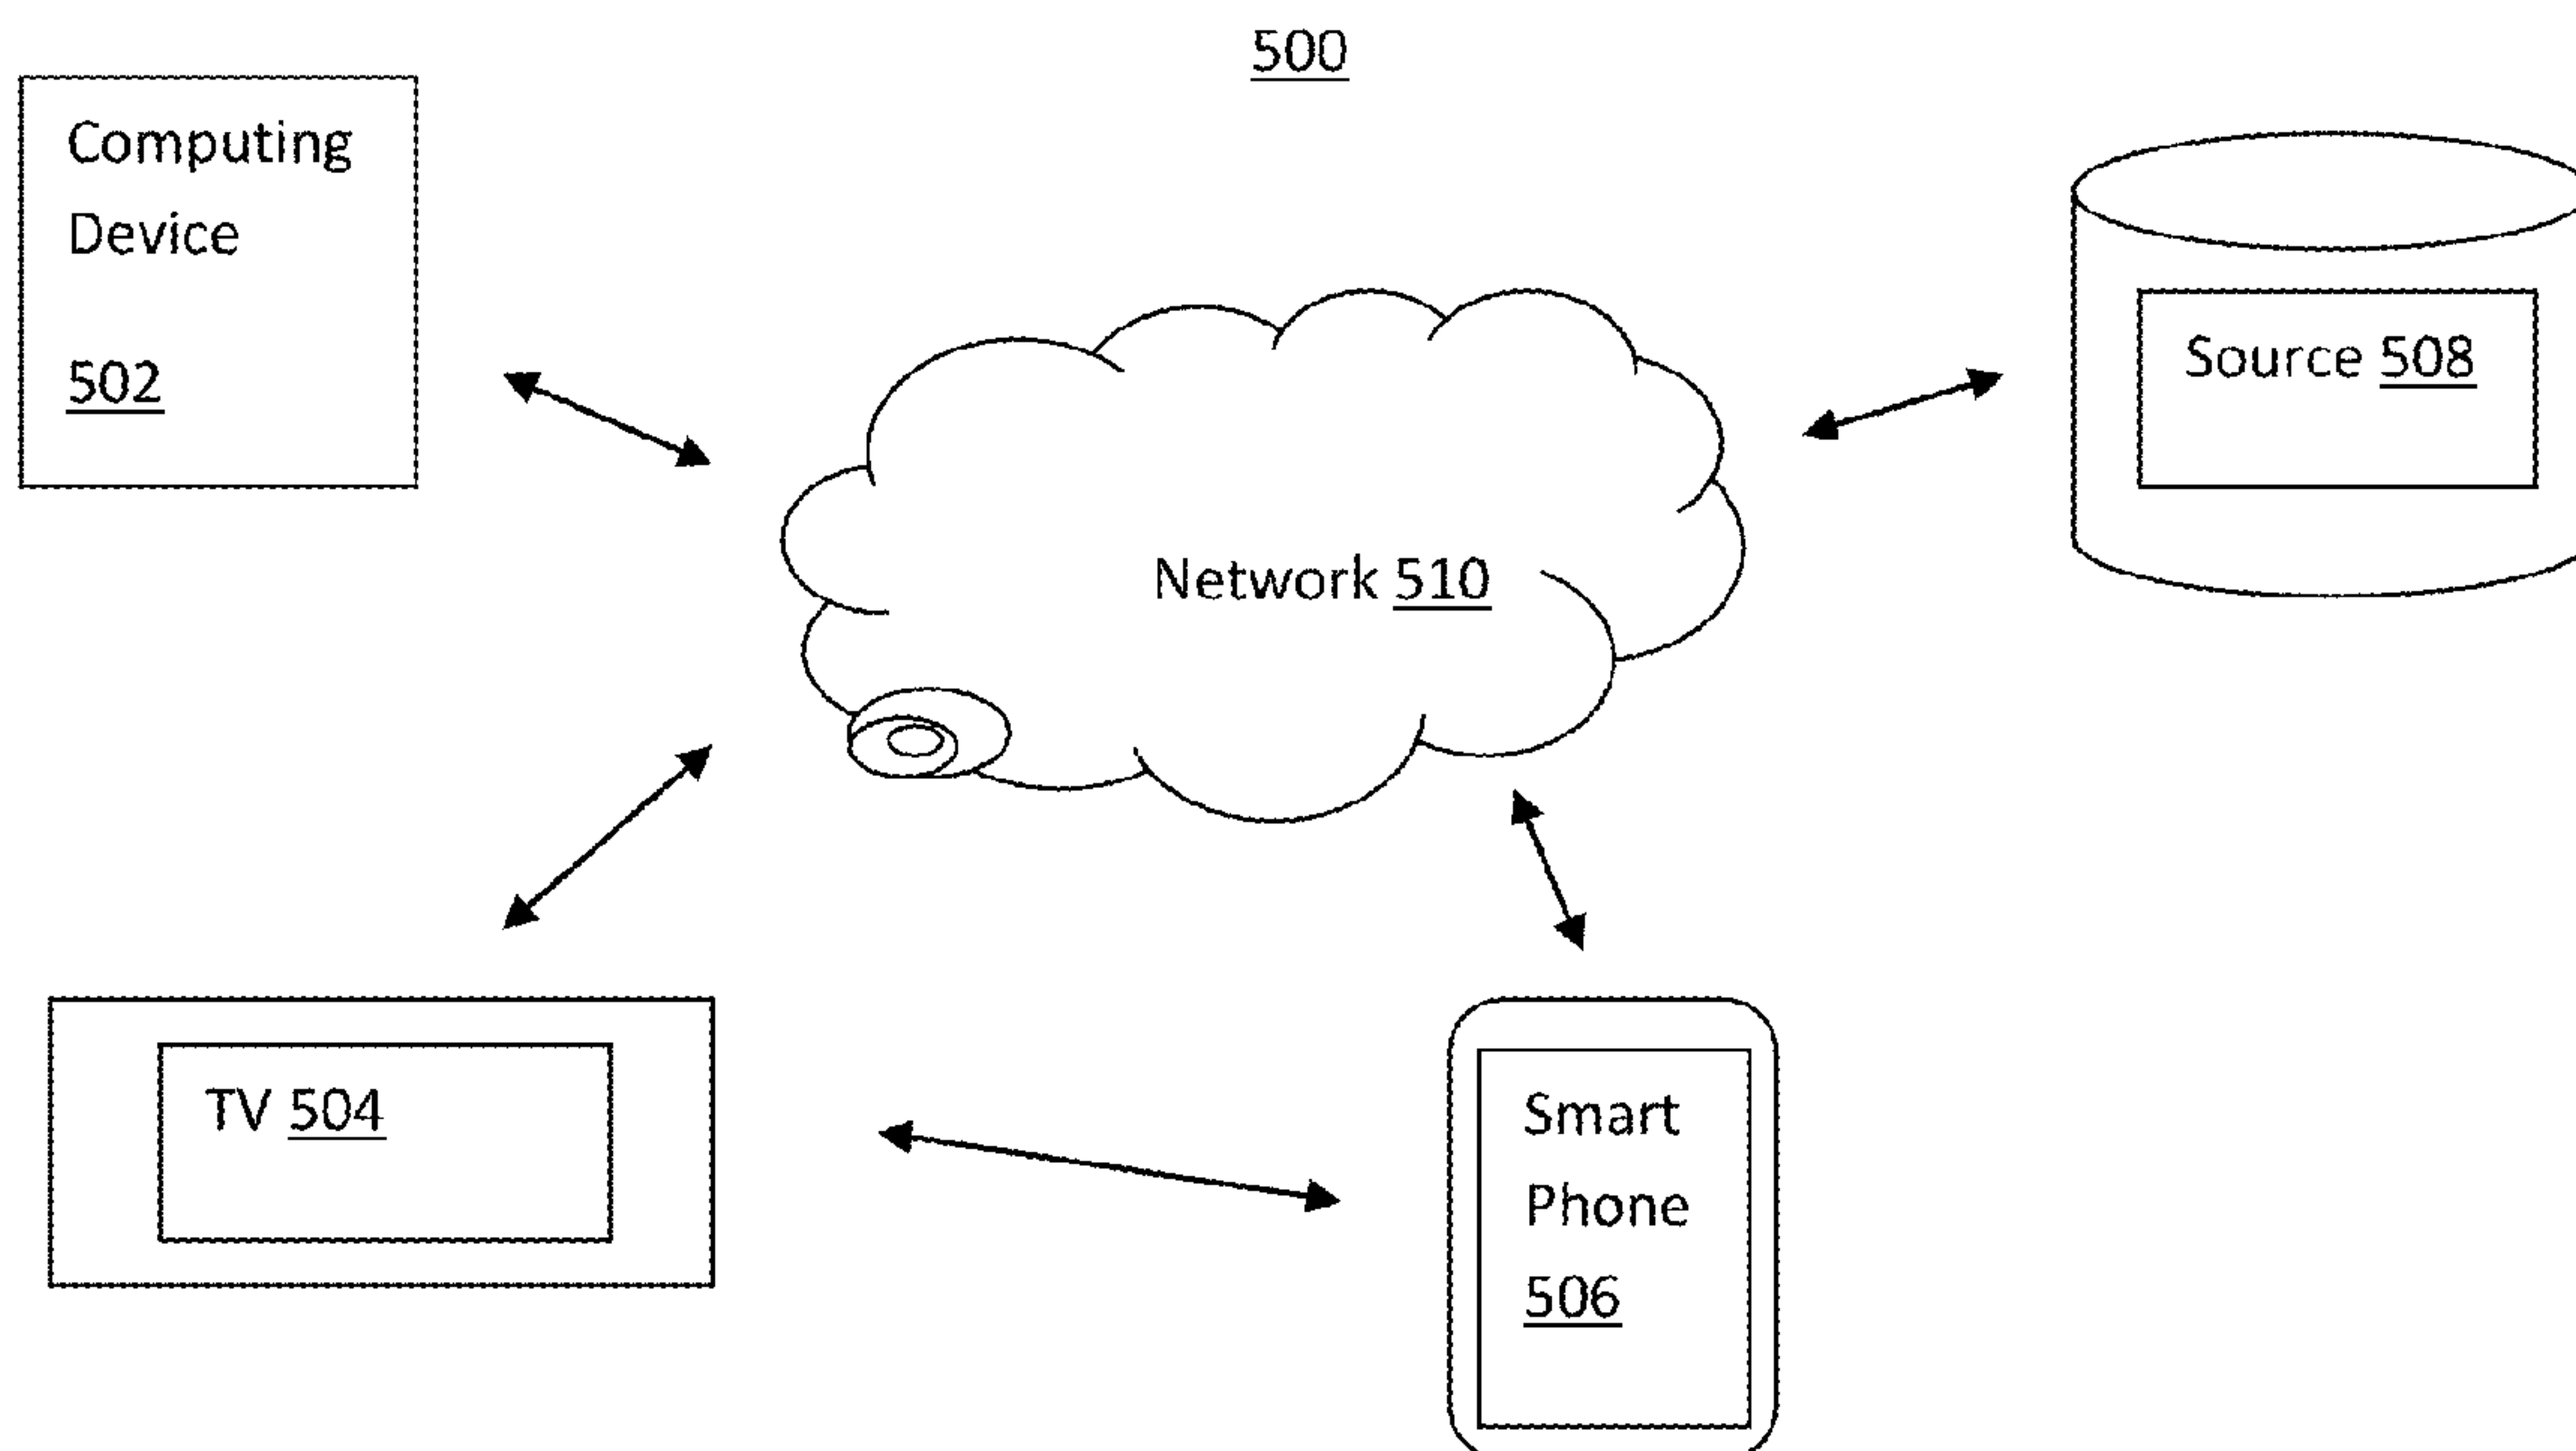 500
Computing
Device
502
Source 508
Network 510
TV 504
Smart
Phone
506